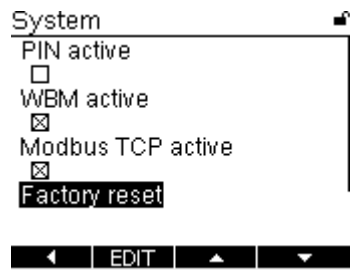 System
PIN active
WBM active
Modbus TCP active
Factory reset
EDIT